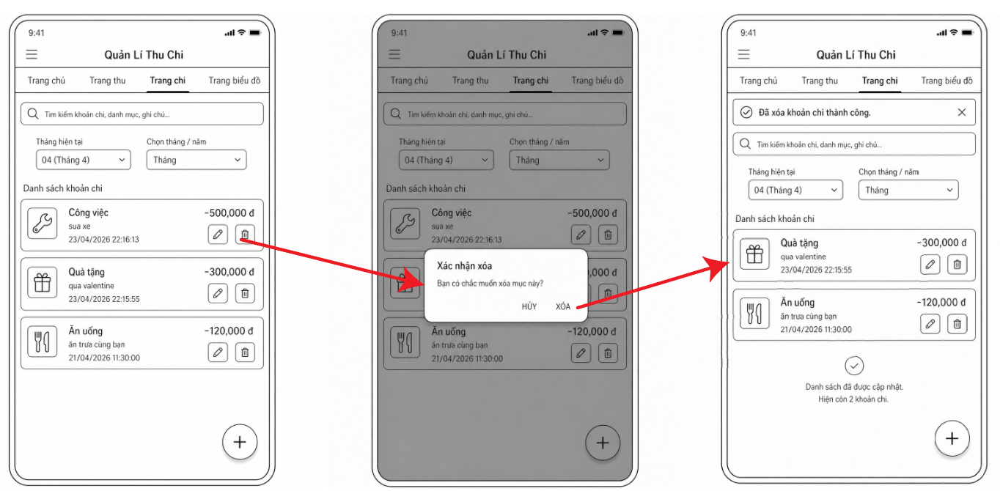 9:41
Quản Lí Thu Chi
Trang chủ Trang thu Trang chi Trang biểu đồ
Tìm kiếm khoản chi, danh mục, ghi chú...
Tháng hiện tại Chọn tháng / năm
04 (Tháng 4) Tháng
Danh sách khoản chi
Công việc -500,000 đ
sua xe
23/04/2026 22:16:13
Quà tặng -300,000 đ
qua valentine
23/04/2026 22:15:55
Ăn uống -120,000 đ
ăn trưa cùng bạn
21/04/2026 11:30:00
9:41
Quản Lí Thu Chi
Trang chủ Trang thu Trang chi Trang biểu đồ
Tìm kiếm khoản chi, danh mục, ghi chú...
Tháng hiện tại Chọn tháng / năm
04 (Tháng 4) Tháng
Danh sách khoản chi
Công việc -500,000 đ
sua xe
23/04/2026 22:16:13
,000 đ
Xác nhận xóa
Bạn có chắc muốn xóa mục này?
HỦY XÓA
Ăn uống -120,000 đ
ăn trưa cùng bạn
21/04/2026 11:30:00
9:41
Quản Lí Thu Chi
Trang chủ Trang thu Trang chi Trang biểu đồ
Đã xóa khoản chi thành công.
Tìm kiếm khoản chi, danh mục, ghi chú...
Tháng hiện tại Chọn tháng / năm
04 (Tháng 4) Tháng
Danh sách khoản chi
Quà tặng -300,000 đ
qua valentine
23/04/2026 22:15:55
Ăn uống -120,000 đ
ăn trưa cùng bạn
21/04/2026 11:30:00
Danh sách đã được cập nhật.
Hiện còn 2 khoản chi.